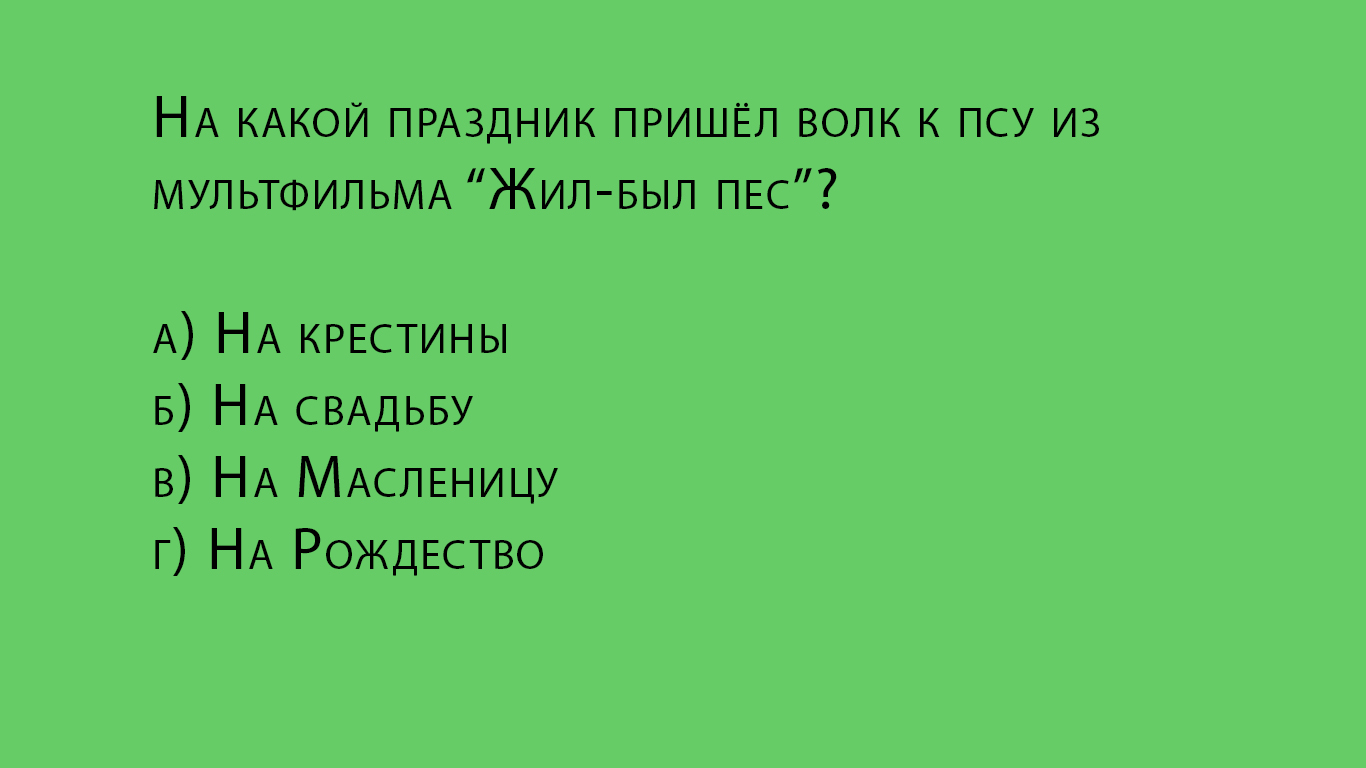 На какой праздник пришёл волк к псу из
мультфильма “Жил-был пес”?
а) На крестины
б) На свадьбу
в) На Масленицу
г) На Рождество